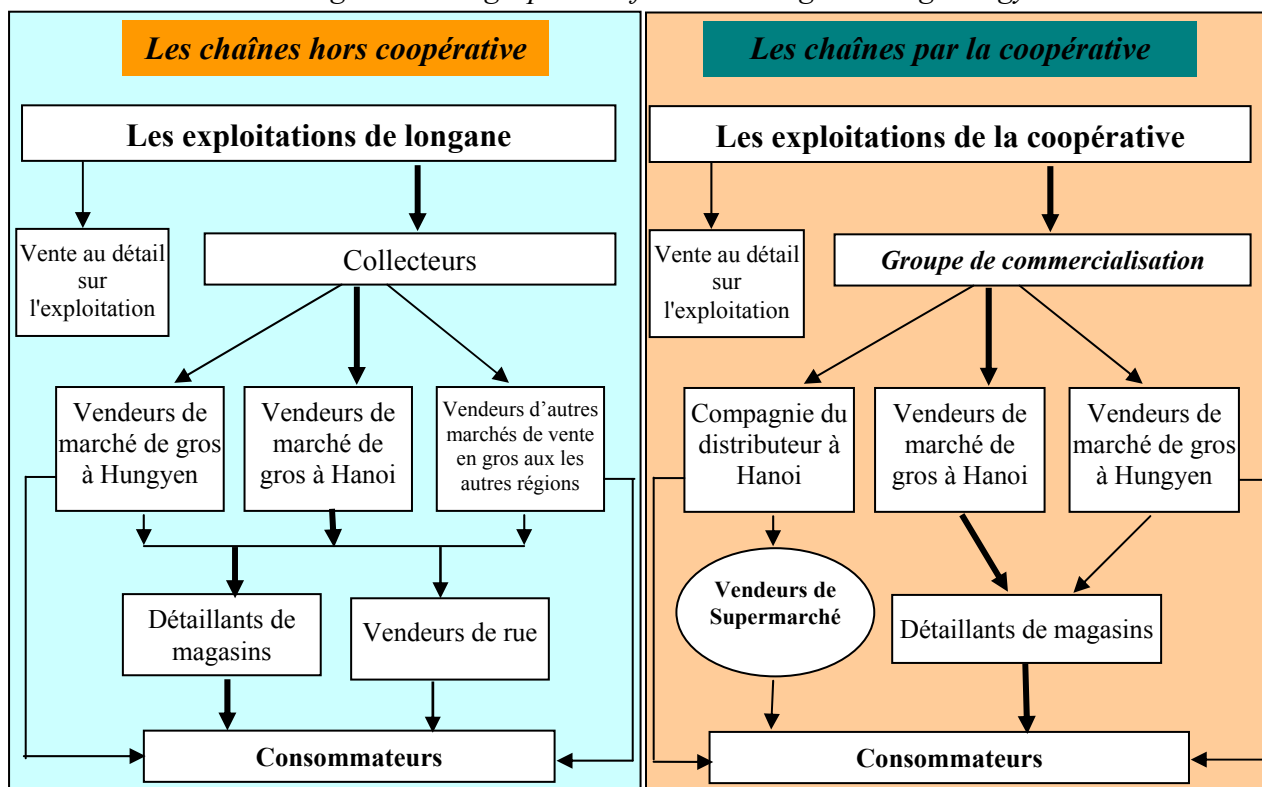 Les chaînes hors coopérative
Les exploitations de longane
Vente au détail
sur
l'exploitation
Collecteurs
Vendeurs de
marché de gros
à Hungyen
Vendeurs de
marché de
gros à Hanoi
Vendeurs d'autres
marchés de vente
en gros aux les
autres régions
Détaillants de
magasins
Vendeurs de rue
Consommateurs
Les chaînes par la coopérative
Les exploitations de la coopérative
Vente au détail
sur
l'exploitation
Groupe de commercialisation
Compagnie du
distributeur à
Hanoi
Vendeurs de
marché de
gros à Hanoi
Vendeurs de
marché de gros
à Hungyen
Vendeurs de
Supermarché
Détaillants de magasins
Consommateurs